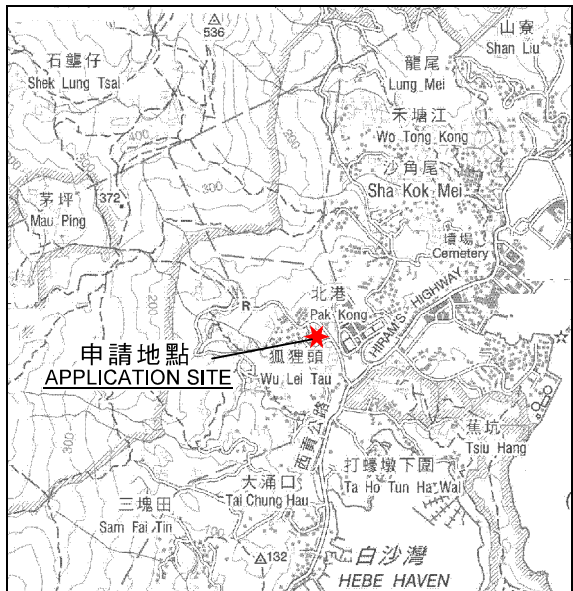 山寮
Shan Liu
536
石壟仔
Shek Lung Tsai
龍尾
Lung Mei
禾塘江
Wo Tong Kong
400
200
沙角尾
Sha Kok Mei
300
茅坪
Mau Ping
372
墳場
Cemetery
200
R
北港
Pak Kong
HIRAM'S HIGHWAY
申請地點
APPLICATION SITE
狐狸頭
Wu Lei Tau
300
西貢公路
蕉坑
Tsiu Hang
打蠔墩下圍
Ta Ho Tun Ha Wai
大涌口
Tai Chung Hau
三塊田
Sam Fai Tin
132
白沙灣
HEBE HAVEN